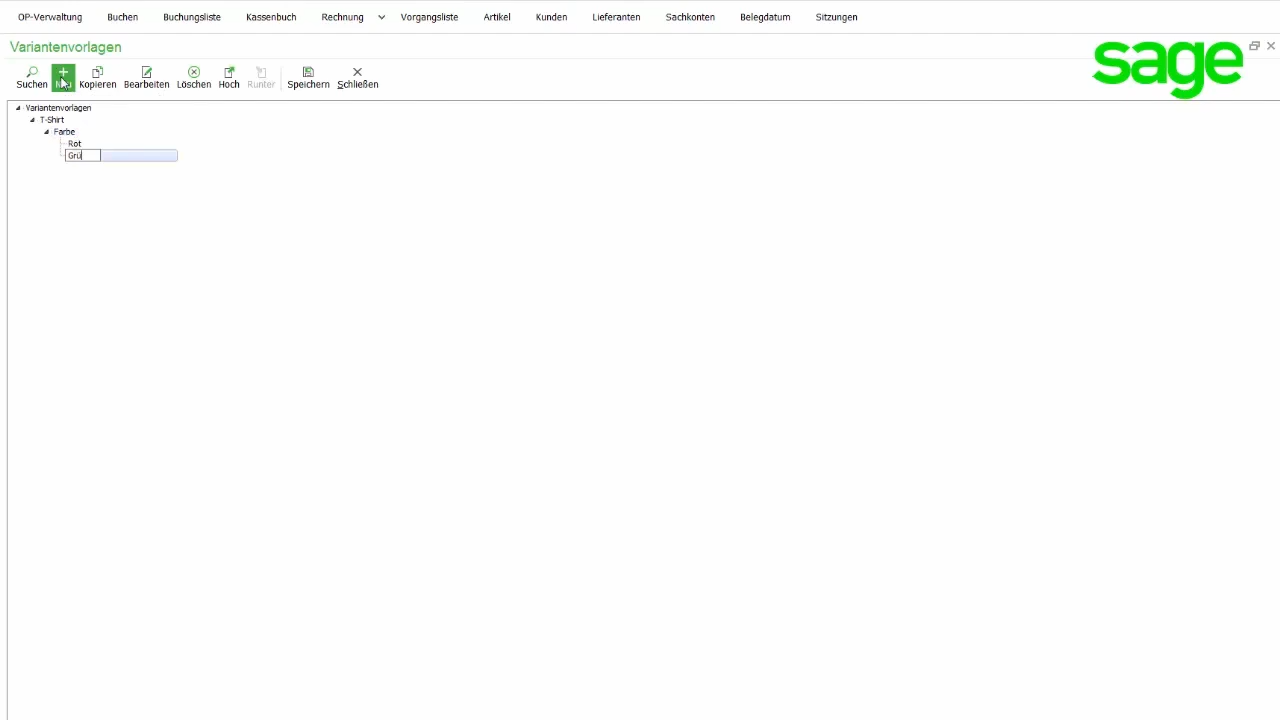 OP-Verwaltung Buchen Buchungsliste Kassenbuch Rechnung Vorgangsliste Artikel Kunden Lieferanten Sachkonten Belegdatum Sitzungen
Variantenvorlagen
sage
Suchen Kopieren Bearbeiten Löschen Hoch Runter Speichern Schließen
Variantenvorlagen
T-Shirt
Farbe
Rot
Grü